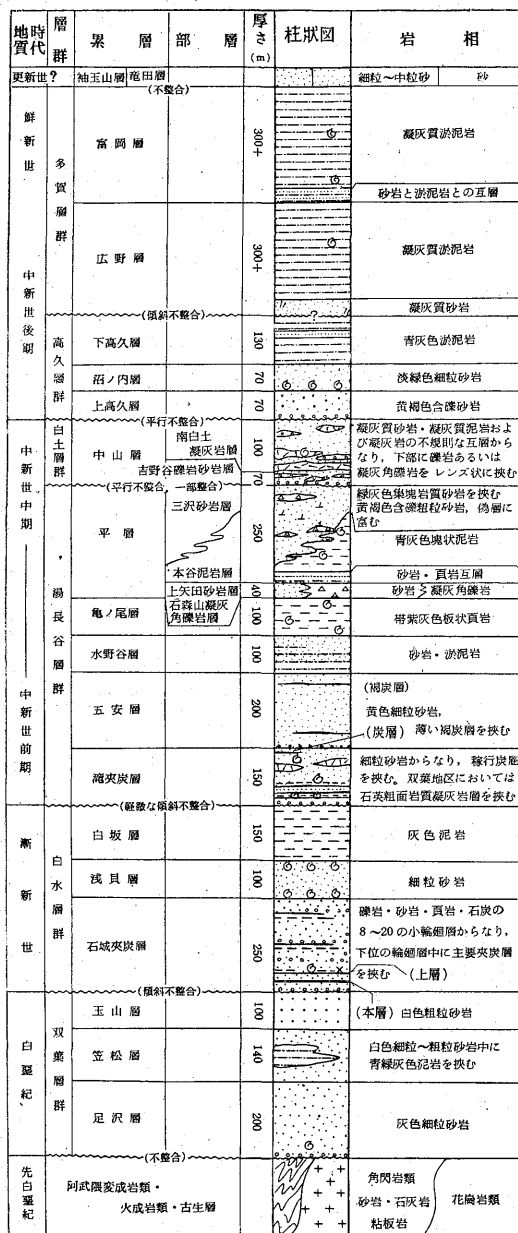 地質時代 層群 累層 部層 厚さ(m) 柱状図 岩相
更新世? 袖玉山層 竜田層 細粒~中粒砂 砂
(不整合)
鮮新世
多賀層群
富岡層 300+ 凝灰質淤泥岩
砂岩と淤泥岩との互層
広野層 300+ 凝灰質淤泥岩
凝灰質砂岩
(傾斜不整合) ?
中新世後期
高久層群
下高久層 130 青灰色淤泥岩
沼ノ内層 70 淡緑色細粒砂岩
上高久層 70 黄褐色含礫砂岩
(平行不整合)
中新世中期
白土層群
中山層
南白土
凝灰岩層
100
凝灰質砂岩・凝灰質泥岩およ
び凝灰岩の不規則な互層から
なり,下部に礫岩あるいは
凝灰角礫岩を レンズ状に挟む
吉野谷礫岩砂岩層 70
(平行不整合,一部整合)
湯長谷層群
平層
三沢砂岩層
250
緑灰色集塊岩質砂岩を挟む
黄褐色含礫粗粒砂岩,偽層に
富む
青灰色塊状泥岩
本谷泥岩層
砂岩・頁岩互層
上矢田砂岩層 40 砂岩~凝灰角礫岩
亀ノ尾層
石森山凝灰
角礫岩層
100 帯紫灰色板状頁岩
水野谷層 100 砂岩・淤泥岩
中新世前期
五安層 200
(褐炭層)
黄色細粒砂岩,
(炭層) 薄い褐炭層を挟む
滝夾炭層 150
細粒砂岩からなり,稼行炭層
を挟む。双葉地区においては
石英粗面岩質凝灰岩層を挟む
(軽微な傾斜不整合)
漸新世
白水層群
白坂層 150 灰色泥岩
浅貝層 100 細粒砂岩
石城夾炭層 250
礫岩・砂岩・頁岩・石炭の
8~20の小輪廻層からなり,
下位の輪廻層中に主要夾炭層
を挟む (上層)
(傾斜不整合)
(本層)
白堊紀
双葉層群
玉山層 100 白色粗粒砂岩
笠松層 140
白色細粒~粗粒砂岩中に
青緑灰色泥岩を挟む
足沢層 200 灰色細粒砂岩
(不整合)
先白堊紀
阿武隈変成岩類・
火成岩類・古生層
角閃岩類
砂岩・石灰岩
粘板岩
花崗岩類